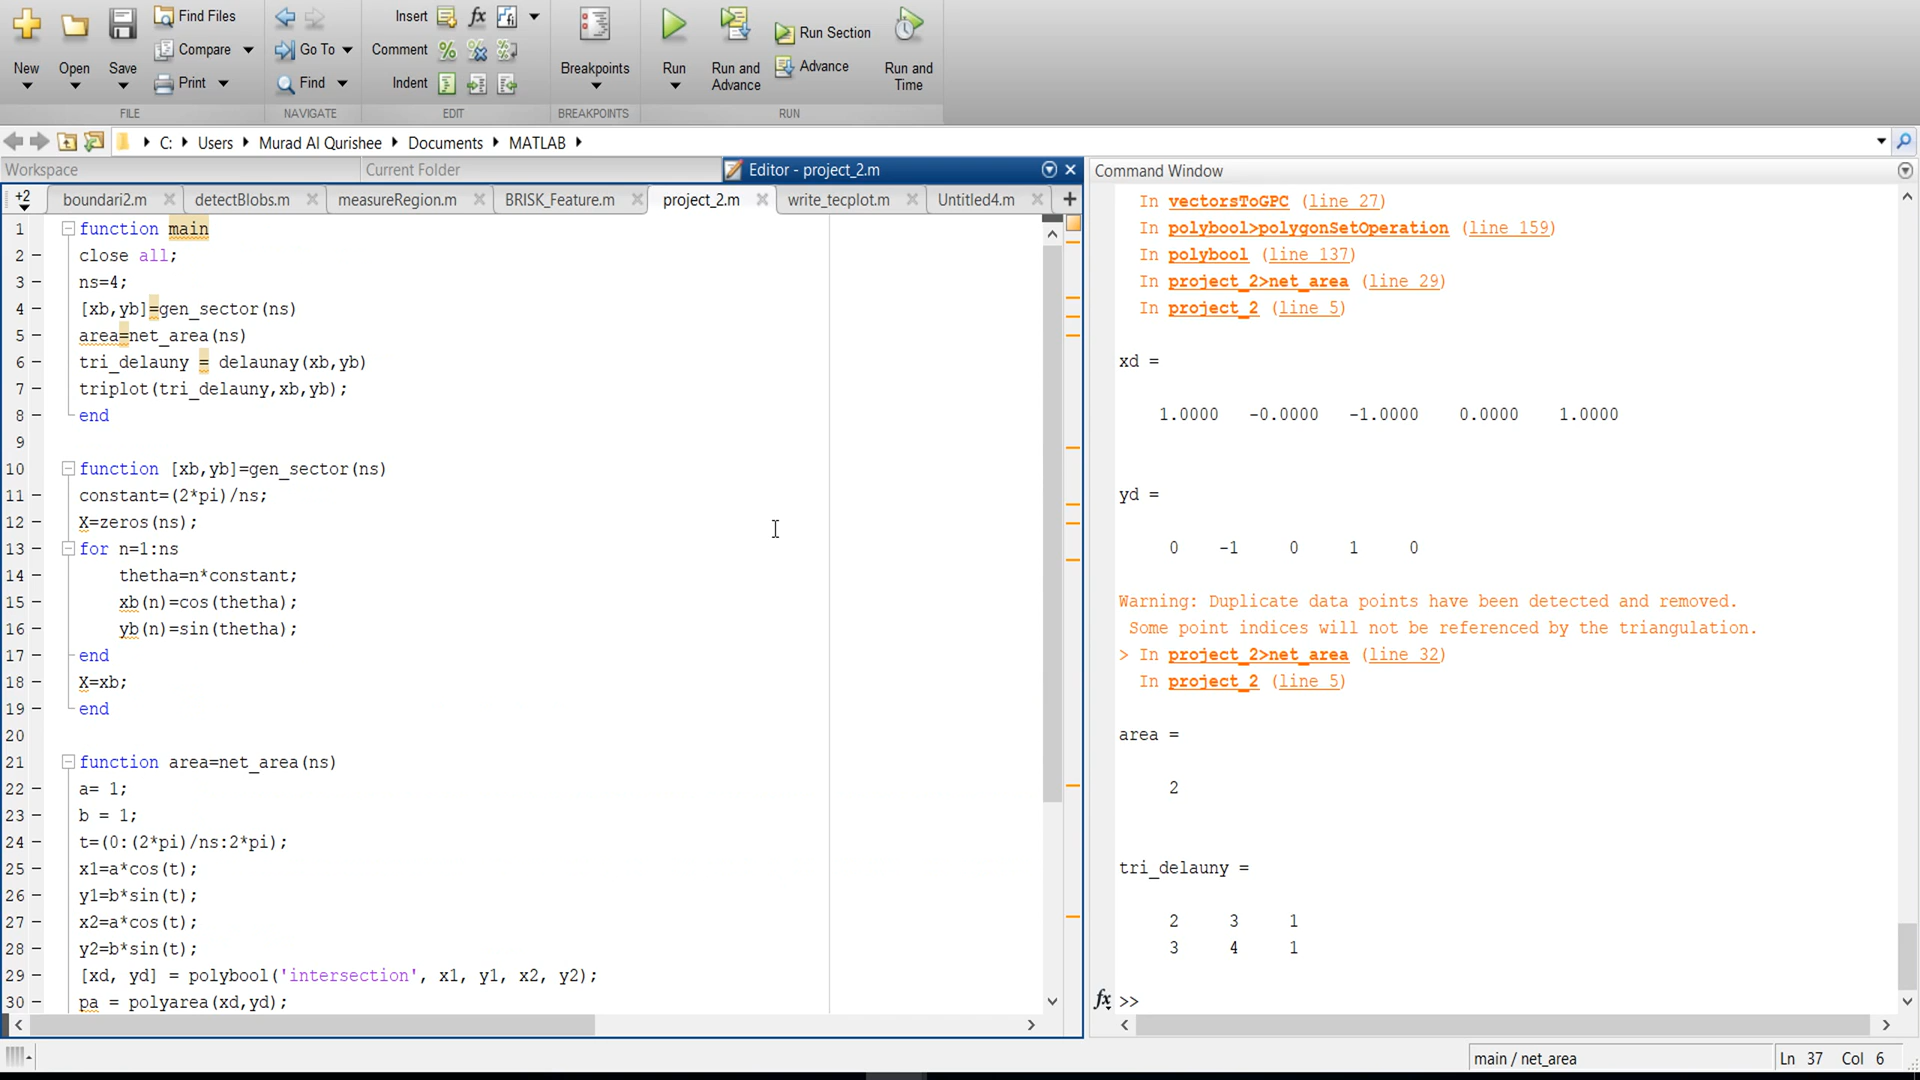 New
Open
Save
Find Files
Compare
Print
FILE
Go To
Find
NAVIGATE
Insert
Comment
Indent
EDIT
Breakpoints
BREAKPOINTS
Run
Run and Advance
Run Section
Advance
Run and Time
RUN
C: Users Murad Al Qurishee Documents MATLAB
Workspace
Current Folder
Editor - project_2.m
+2 boundari2.m detectBlobs.m measureRegion.m BRISK_Feature.m project_2.m write_tecplot.m Untitled4.m
1 function main
2 – close all;
3 – ns=4;
4 – [xb,yb]=gen_sector(ns)
5 – area=net_area(ns)
6 – tri_delauny = delaunay(xb,yb)
7 – triplot(tri_delauny,xb,yb);
8 – end
9
10 function [xb,yb]=gen_sector(ns)
11 – constant=(2*pi)/ns;
12 – X=zeros(ns);
13 – for n=1:ns
14 – thetha=n*constant;
15 – xb(n)=cos(thetha);
16 – yb(n)=sin(thetha);
17 – end
18 – X=xb;
19 – end
20
21 function area=net_area(ns)
22 – a= 1;
23 – b = 1;
24 – t=(0:(2*pi)/ns:2*pi);
25 – x1=a*cos(t);
26 – y1=b*sin(t);
27 – x2=a*cos(t);
28 – y2=b*sin(t);
29 – [xd, yd] = polybool('intersection', x1, y1, x2, y2);
30 – pa = polyarea(xd,yd);
Command Window
In vectorsToGPC (line 27)
In polybool>polygonSetOperation (line 159)
In polybool (line 137)
In project_2>net_area (line 29)
In project_2 (line 5)
xd =
1.0000 -0.0000 -1.0000 0.0000 1.0000
yd =
0 -1 0 1 0
Warning: Duplicate data points have been detected and removed.
Some point indices will not be referenced by the triangulation.
> In project_2>net_area (line 32)
In project_2 (line 5)
area =
2
tri_delauny =
2 3 1
3 4 1
fx >>
main / net_area
Ln 37 Col 6